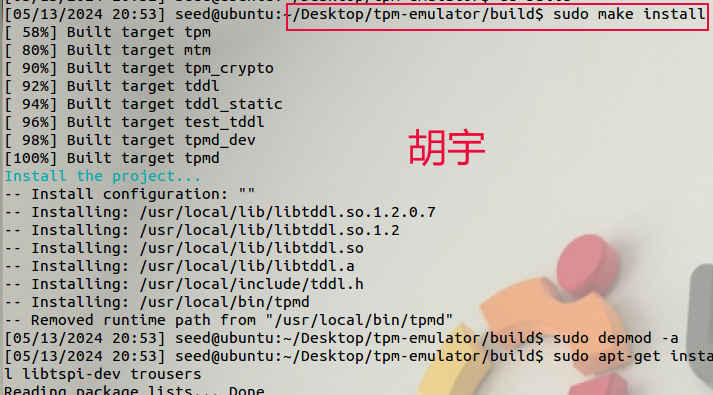 [05/13/2024 20:53] seed@ubuntu:~/Desktop/tpm-emulator/build$ sudo make install
[ 58%] Built target tpm
[ 80%] Built target mtm
[ 90%] Built target tpm_crypto
[ 92%] Built target tddl
[ 94%] Built target tddl_static
[ 96%] Built target test_tddl
[ 98%] Built target tpmd_dev
[100%] Built target tpmd
胡宇
Install the project...
-- Install configuration: ""
-- Installing: /usr/local/lib/libtddl.so.1.2.0.7
-- Installing: /usr/local/lib/libtddl.so.1.2
-- Installing: /usr/local/lib/libtddl.so
-- Installing: /usr/local/lib/libtddl.a
-- Installing: /usr/local/include/tddl.h
-- Installing: /usr/local/bin/tpmd
-- Removed runtime path from "/usr/local/bin/tpmd"
[05/13/2024 20:53] seed@ubuntu:~/Desktop/tpm-emulator/build$ sudo depmod -a
[05/13/2024 20:53] seed@ubuntu:~/Desktop/tpm-emulator/build$ sudo apt-get instal
l libtspi-dev trousers
Reading package lists... Done